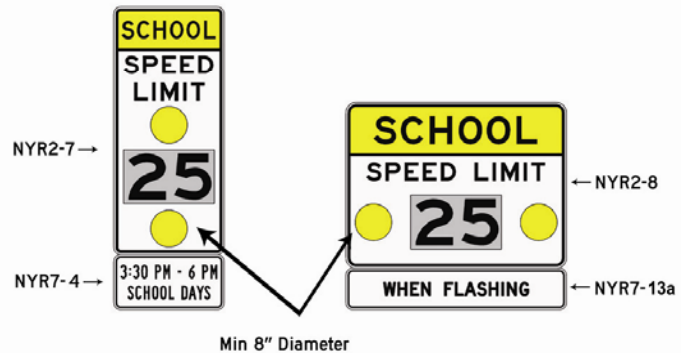 SCHOOL
SPEED
LIMIT
25
NYR2-7
3:30 PM - 6 PM
SCHOOL DAYS
NYR7-4
SCHOOL
SPEED LIMIT
25
NYR2-8
WHEN FLASHING
NYR7-13a
Min 8" Diameter